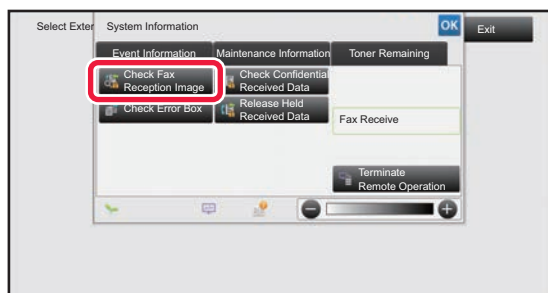 Select Exter
System Information
OK
Exit
Event Information
Maintenance Information
Toner Remaining
Check Fax
Reception Image
Check Confidential
Received Data
Check Error Box
Release Held
Received Data
Fax Receive
Terminate
Remote Operation